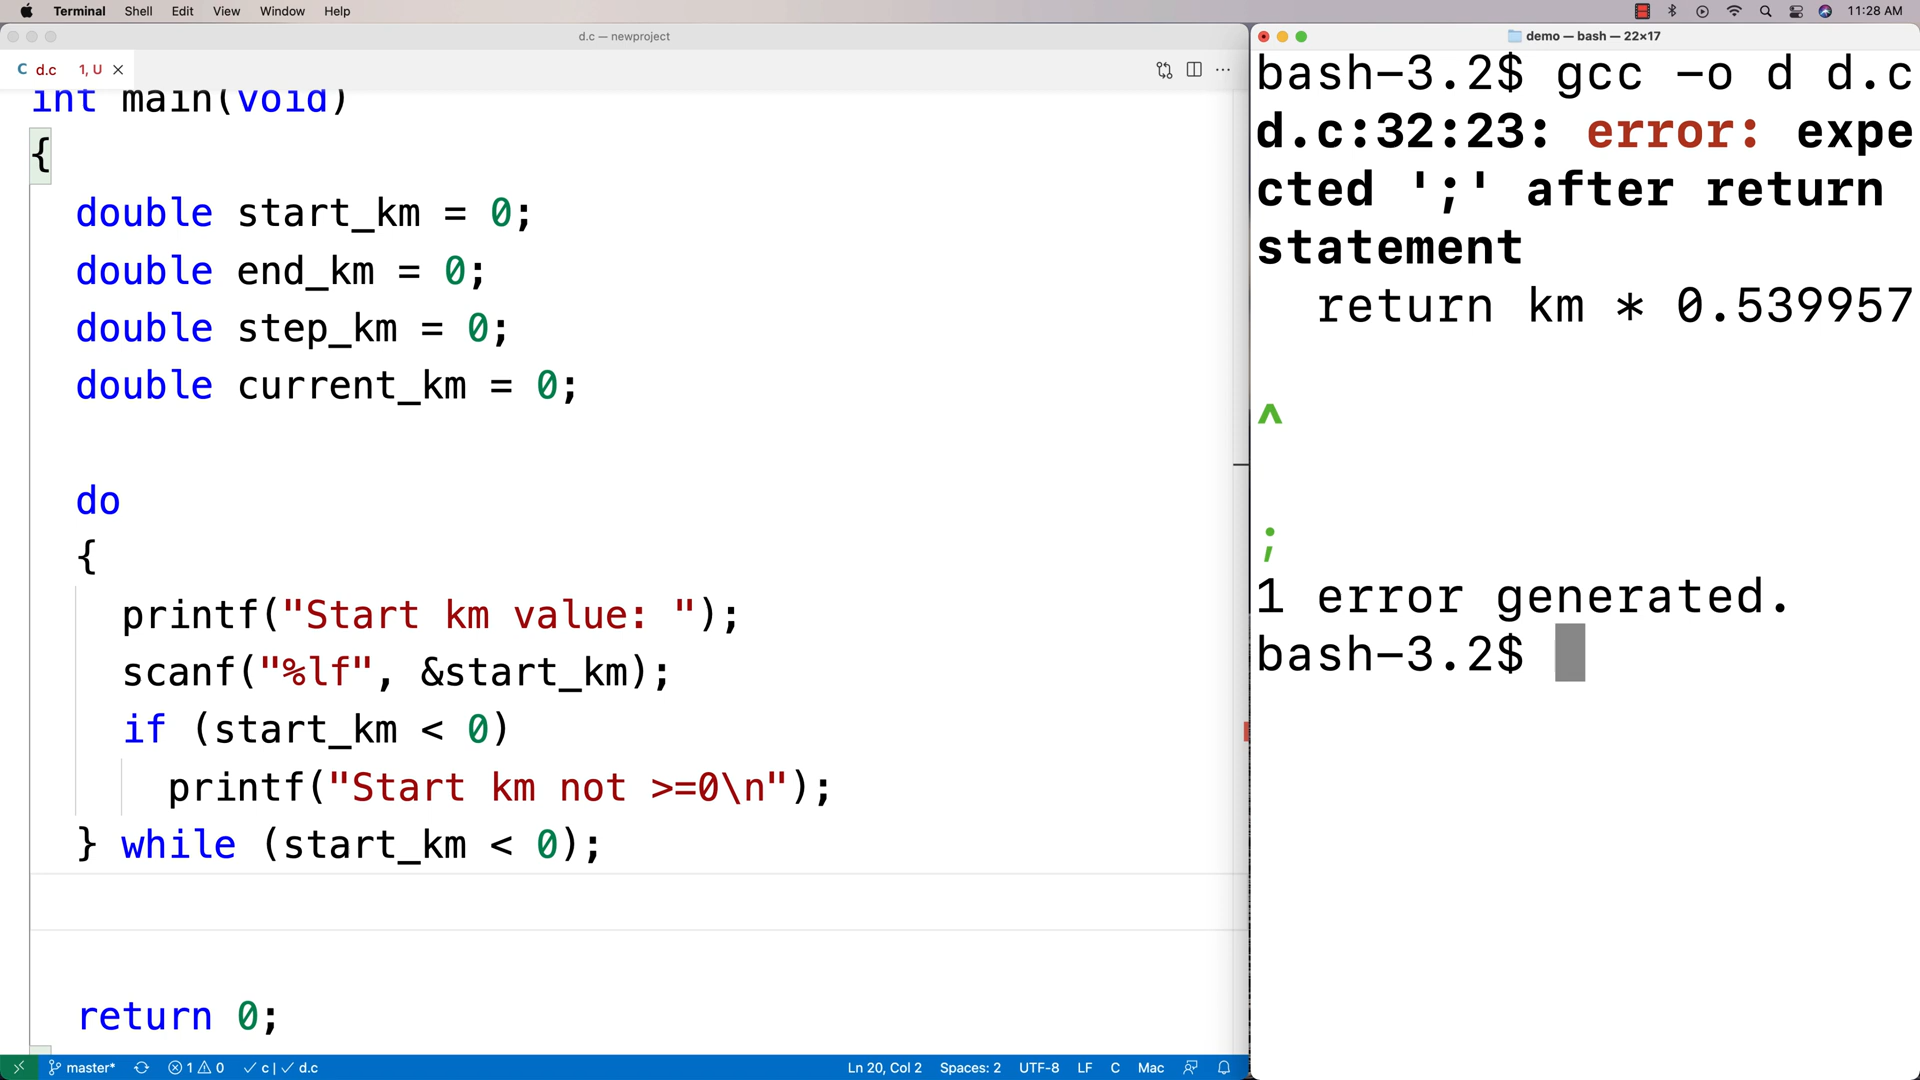 Terminal Shell Edit View Window Help 11:28 AM
d.c — newproject
C d.c 1, U
int main(void)
{
double start_km = 0;
double end_km = 0;
double step_km = 0;
double current_km = 0;
do
{
printf("Start km value: ");
scanf("%lf", &start_km);
if (start_km < 0)
printf("Start km not >=0\n");
} while (start_km < 0);
return 0;
master* 1 0 c | d.c Ln 20, Col 2 Spaces: 2 UTF-8 LF C Mac
demo — bash — 22×17
bash-3.2$ gcc -o d d.c
d.c:32:23: error: expe
cted ';' after return
statement
return km * 0.539957
^
;
1 error generated.
bash-3.2$